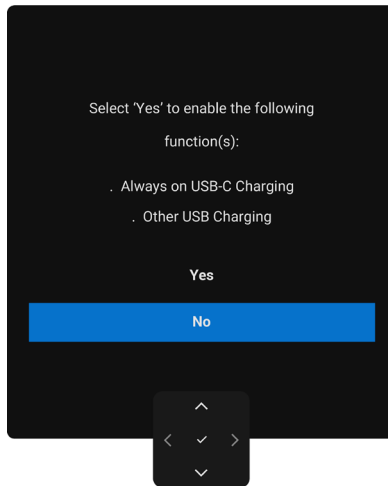 Select ‘Yes’ to enable the following
function(s):
. Always on USB-C Charging
. Other USB Charging
Yes
No